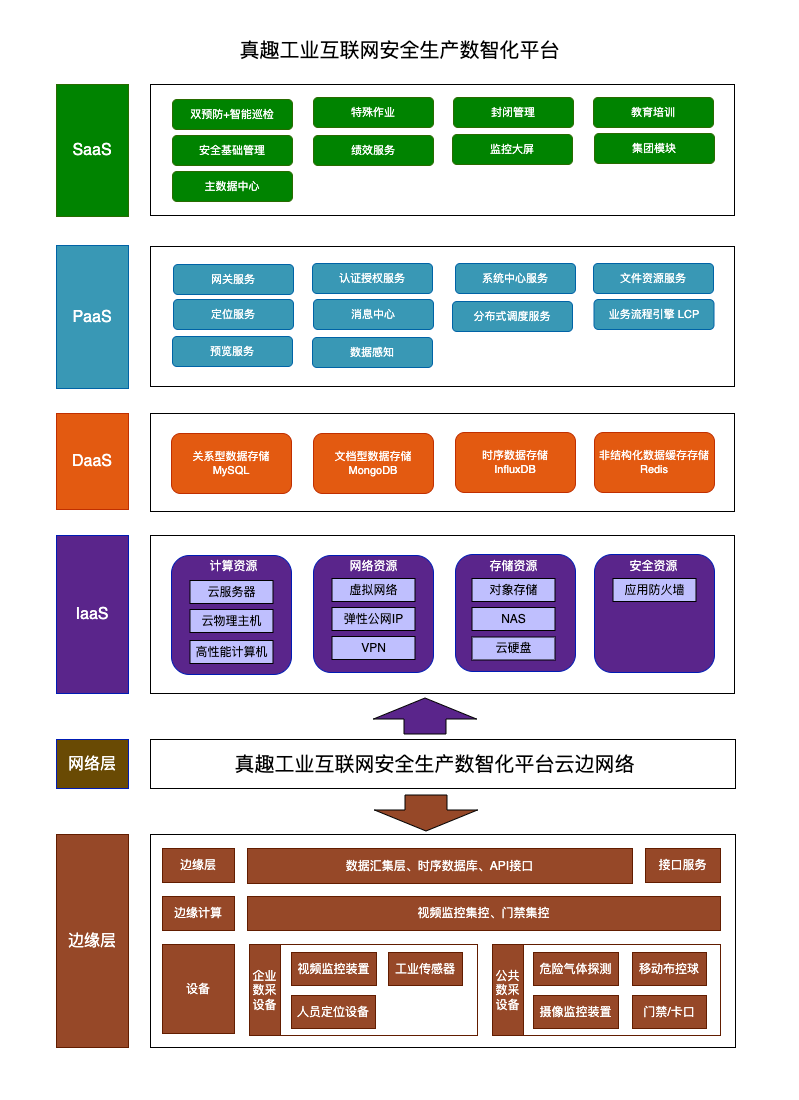 真趣工业互联网安全生产数智化平台
SaaS
双预防+智能巡检
特殊作业
封闭管理
教育培训
安全基础管理
绩效服务
监控大屏
集团模块
主数据中心
PaaS
网关服务
认证授权服务
系统中心服务
文件资源服务
定位服务
消息中心
分布式调度服务
业务流程引擎 LCP
预览服务
数据感知
DaaS
关系型数据存储
MySQL
文档型数据存储
MongoDB
时序数据存储
InfluxDB
非结构化数据缓存存储
Redis
IaaS
计算资源
云服务器
云物理主机
高性能计算机
网络资源
虚拟网络
弹性公网IP
VPN
存储资源
对象存储
NAS
云硬盘
安全资源
应用防火墙
网络层
真趣工业互联网安全生产数智化平台云边网络
边缘层
边缘层
数据汇集层、时序数据库、API接口
接口服务
边缘计算
视频监控集控、门禁集控
设备
企业
数采
设备
视频监控装置
工业传感器
人员定位设备
公共
数采
设备
危险气体探测
移动布控球
摄像监控装置
门禁/卡口